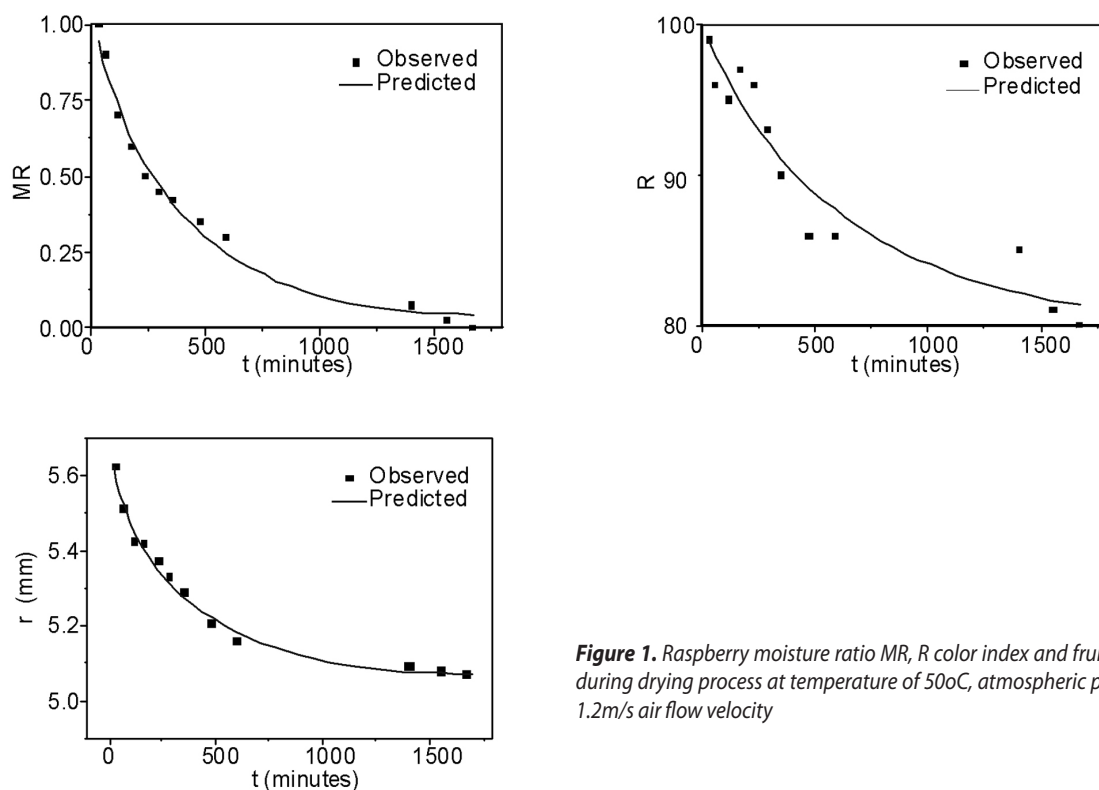 1.00
0.75
0.50
0.25
0.00
MR
Observed
Predicted
0
500
1000
1500
t (minutes)
100
90
80
R
Observed
Predicted
0
500
1000
1500
t (minutes)
5.6
5.4
5.2
5.0
r (mm)
Observed
Predicted
0
500
1000
1500
t (minutes)
Figure 1. Raspberry moisture ratio MR, R color index and
during drying process at temperature of 50oC, atmospheric
1.2m/s air flow velocity